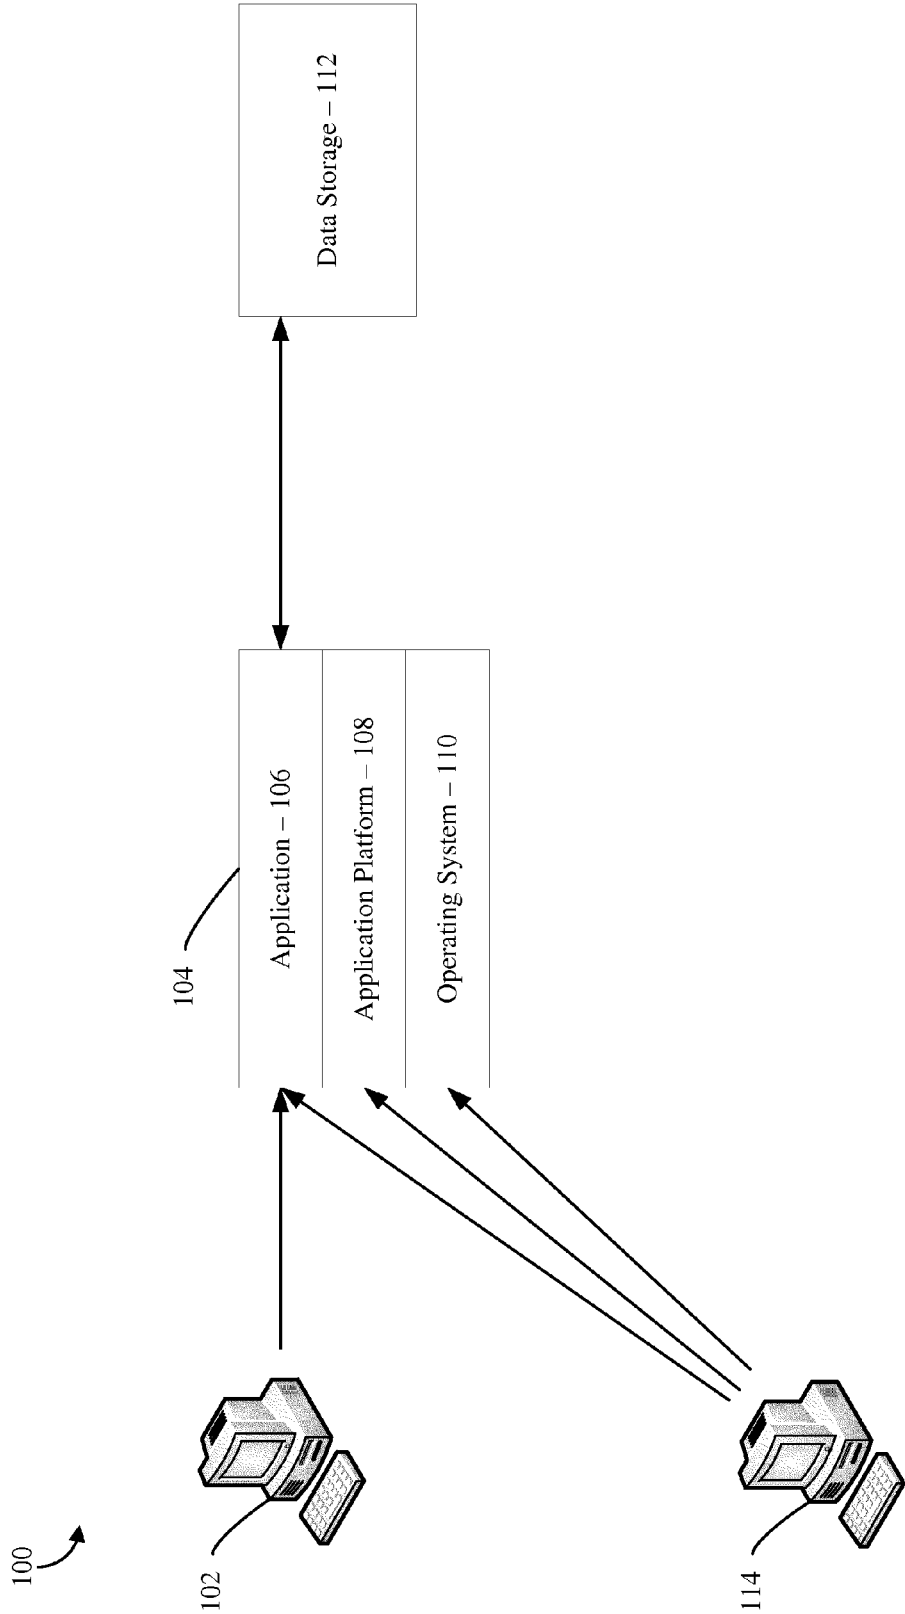 100
102
104
Application – 106
Application Platform – 108
Operating System – 110
Data Storage – 112
114